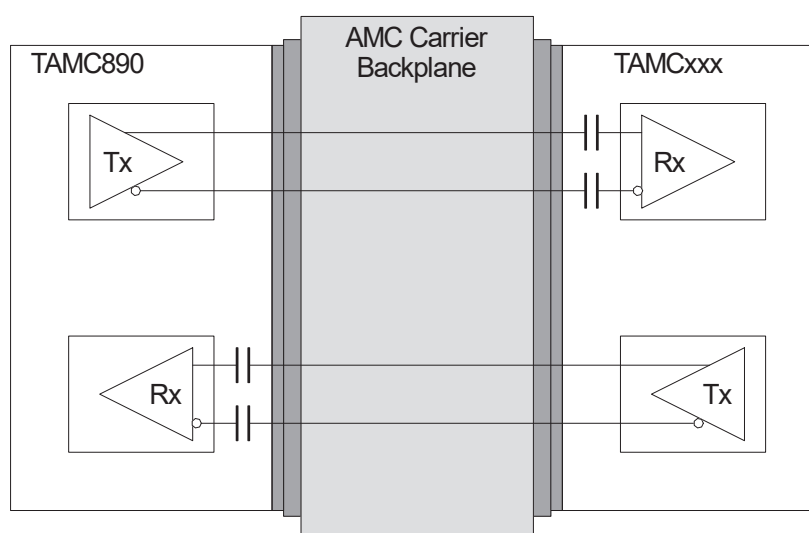 TAMC890
AMC Carrier
Backplane
TAMCxxx
Tx
Rx
Rx
Tx